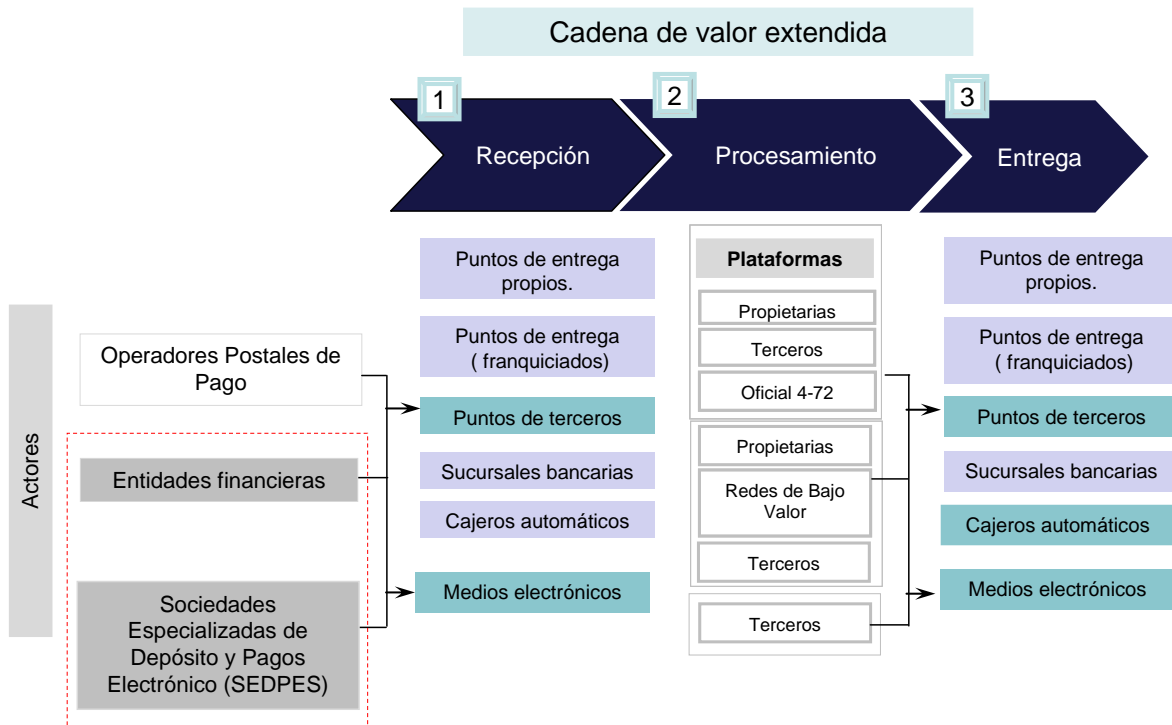 Cadena de valor extendida
1
2
3
Recepción
Procesamiento
Entrega
Actores
Operadores Postales de
Pago
Entidades financieras
Sociedades
Especializadas de
Depósito y Pagos
Electrónico (SEDPES)
Puntos de entrega
propios.
Puntos de entrega
( franquiciados)
Puntos de terceros
Sucursales bancarias
Cajeros automáticos
Medios electrónicos
Plataformas
Propietarias
Terceros
Oficial 4-72
Propietarias
Redes de Bajo
Valor
Terceros
Terceros
Puntos de entrega
propios.
Puntos de entrega
( franquiciados)
Puntos de terceros
Sucursales bancarias
Cajeros automáticos
Medios electrónicos